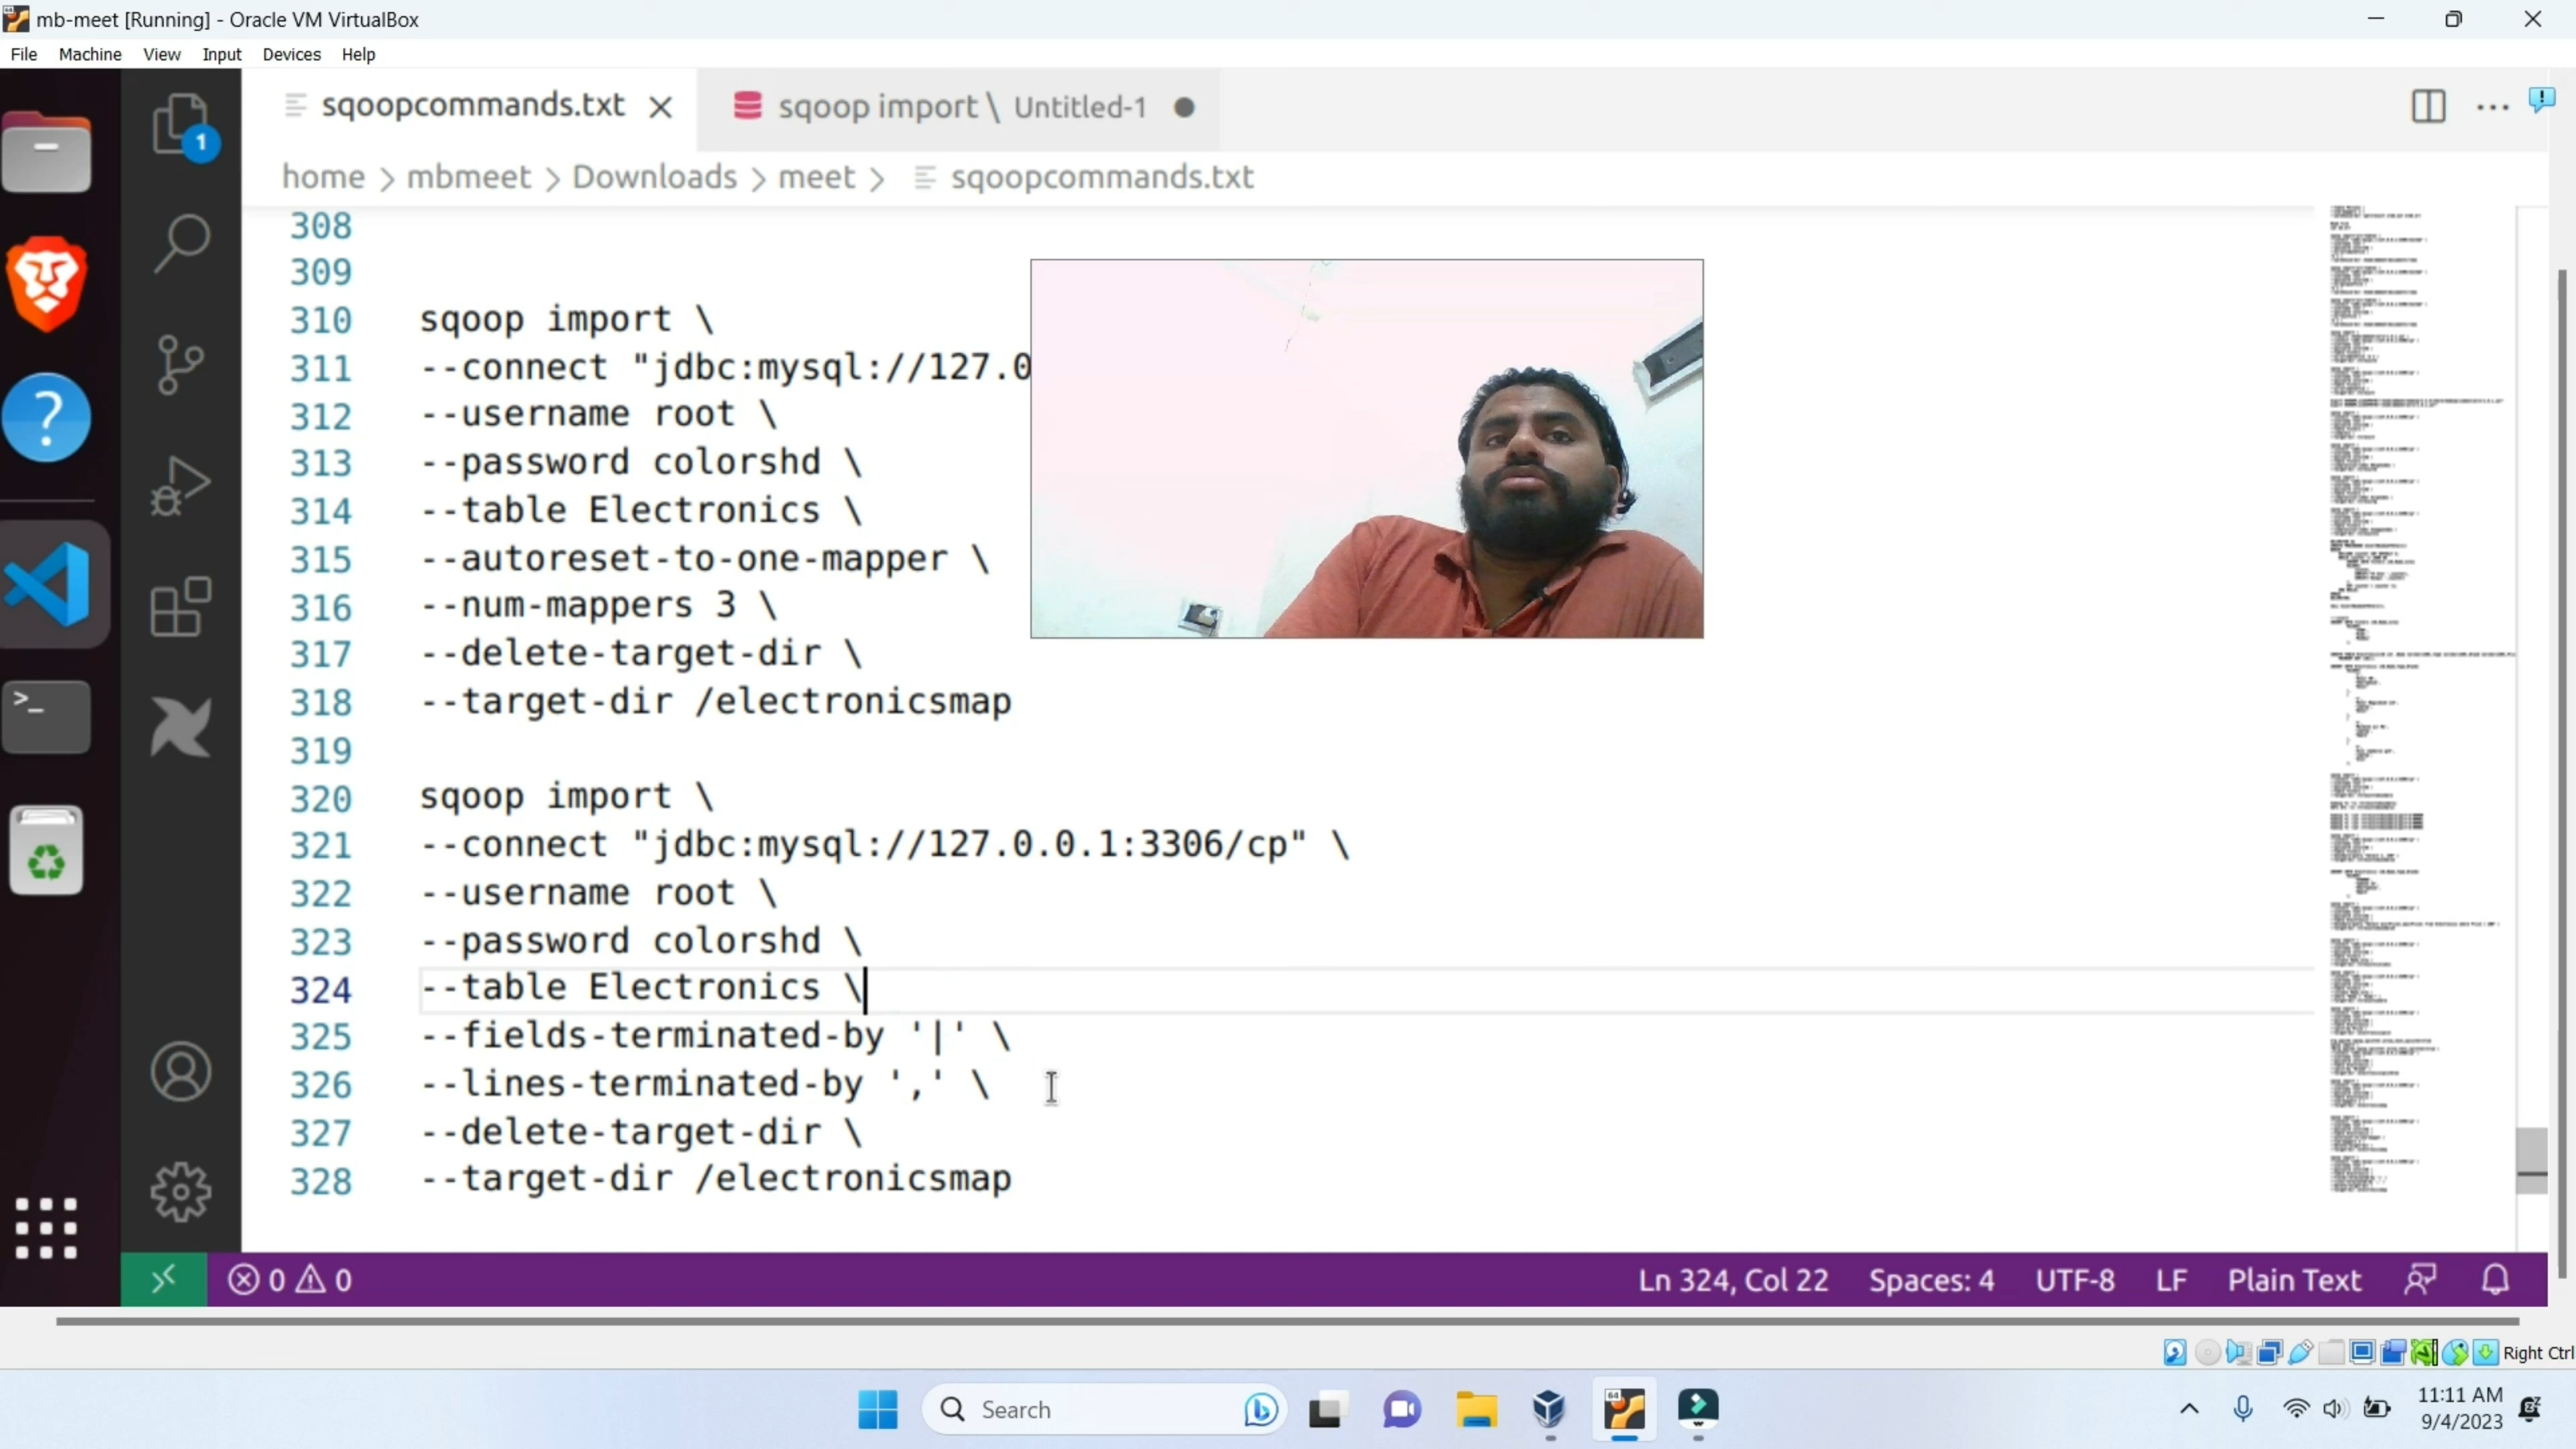 mb-meet [Running] - Oracle VM VirtualBox
File Machine View Input Devices Help
sqoopcommands.txt
sqoop import \ Untitled-1
1
home > mbmeet > Downloads > meet > sqoopcommands.txt
308
309
310 sqoop import \
311 --connect "jdbc:mysql://127.0
312 --username root \
313 --password colorshd \
314 --table Electronics \
315 --autoreset-to-one-mapper \
316 --num-mappers 3 \
317 --delete-target-dir \
318 --target-dir /electronicsmap
319
320 sqoop import \
321 --connect "jdbc:mysql://127.0.0.1:3306/cp" \
322 --username root \
323 --password colorshd \
324 --table Electronics \
325 --fields-terminated-by '|' \
326 --lines-terminated-by ',' \
327 --delete-target-dir \
328 --target-dir /electronicsmap
0 0
Ln 324, Col 22 Spaces: 4 UTF-8 LF Plain Text
Right Ctrl
Search
64
11:11 AM
9/4/2023